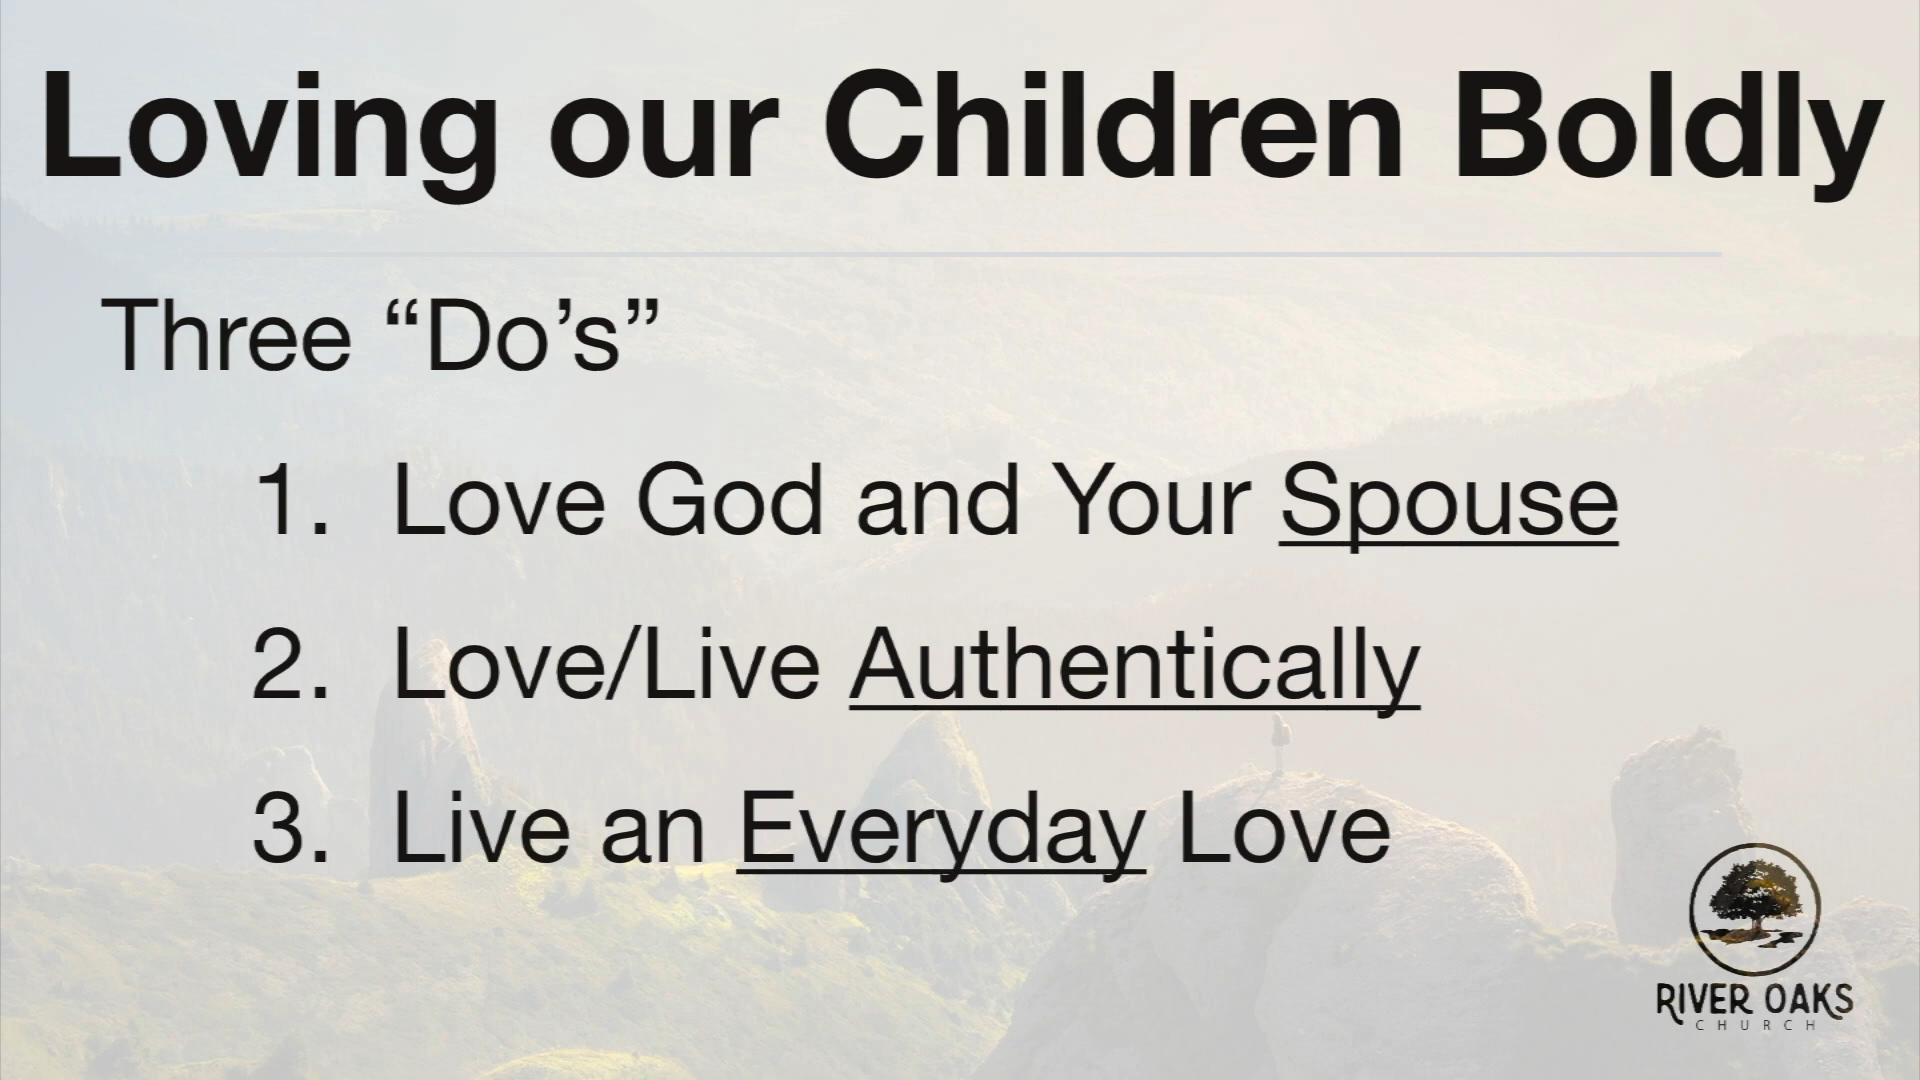 Loving our Children Boldly
Three “Do’s”
1. Love God and Your Spouse
2. Love/Live Authentically
3. Live an Everyday Love
RIVER OAKS
CHURCH